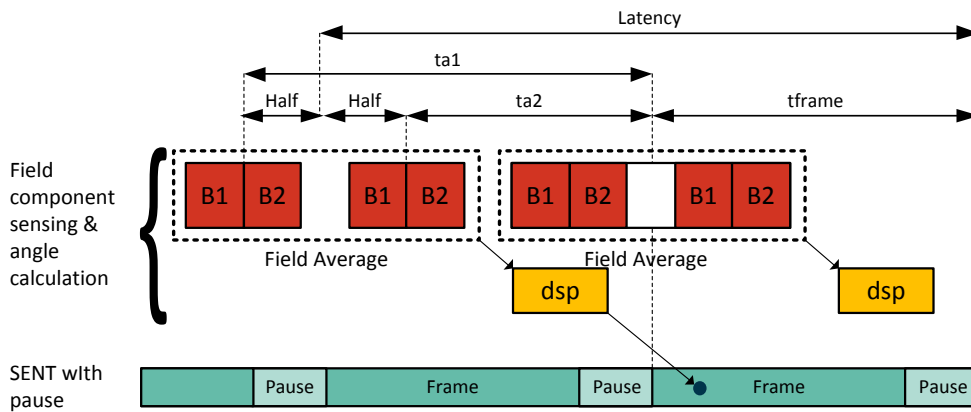 Latency
ta1
Half
Half
ta2
tframe
Field
component
sensing &
angle
calculation
B1
B2
B1
B2
B1
B2
B1
B2
Field Average
Field Average
dsp
dsp
SENT wIth
pause
Pause
Frame
Pause
Frame
Pause